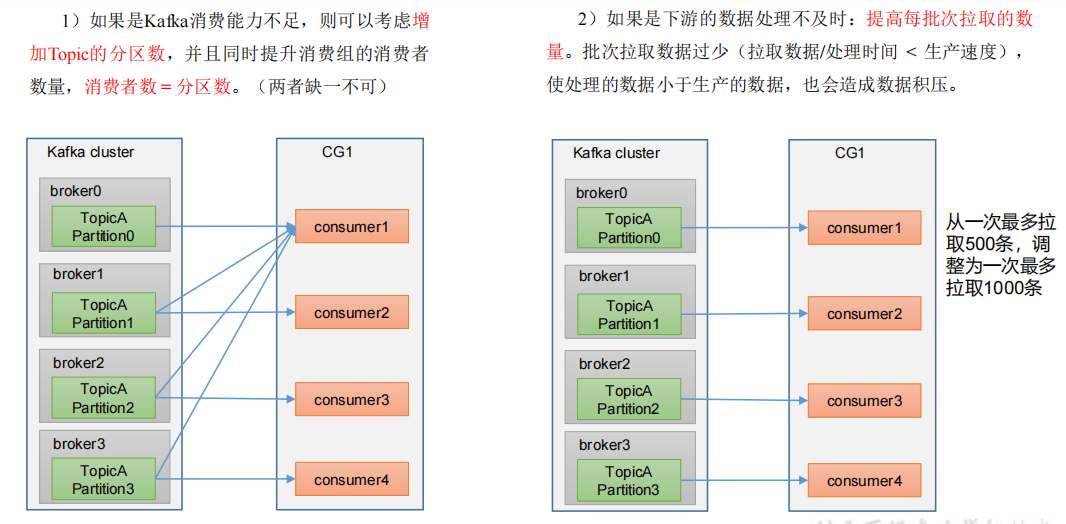 1）如果是Kafka消费能力不足，则可以考虑增
加Topic的分区数，并且同时提升消费组的消费者
数量，消费者数 = 分区数。（两者缺一不可）
Kafka cluster
CG1
broker0
TopicA
Partition0
consumer1
broker1
TopicA
Partition1
consumer2
broker2
TopicA
Partition2
consumer3
broker3
TopicA
Partition3
consumer4
2）如果是下游的数据处理不及时：提高每批次拉取的数
量。批次拉取数据过少（拉取数据/处理时间 < 生产速度），
使处理的数据小于生产的数据，也会造成数据积压。
Kafka cluster
CG1
broker0
TopicA
Partition0
consumer1
broker1
TopicA
Partition1
consumer2
broker2
TopicA
Partition2
consumer3
broker3
TopicA
Partition3
consumer4
从一次最多拉
取500条，调
整为一次最多
拉取1000条